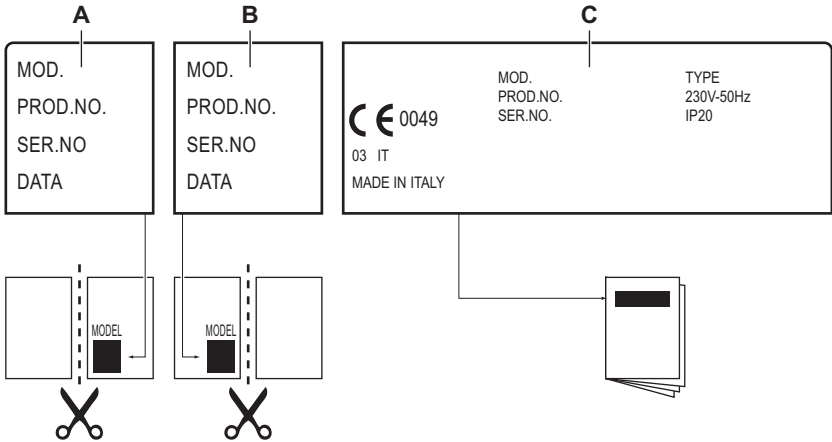 A
B
C
MOD.
PROD.NO.
SER.NO
DATA
MOD.
PROD.NO.
SER.NO
DATA
MOD.
PROD.NO.
SER.NO.
TYPE
230V-50Hz
IP20
CE 0049
03 IT
MADE IN ITALY
MODEL
MODEL